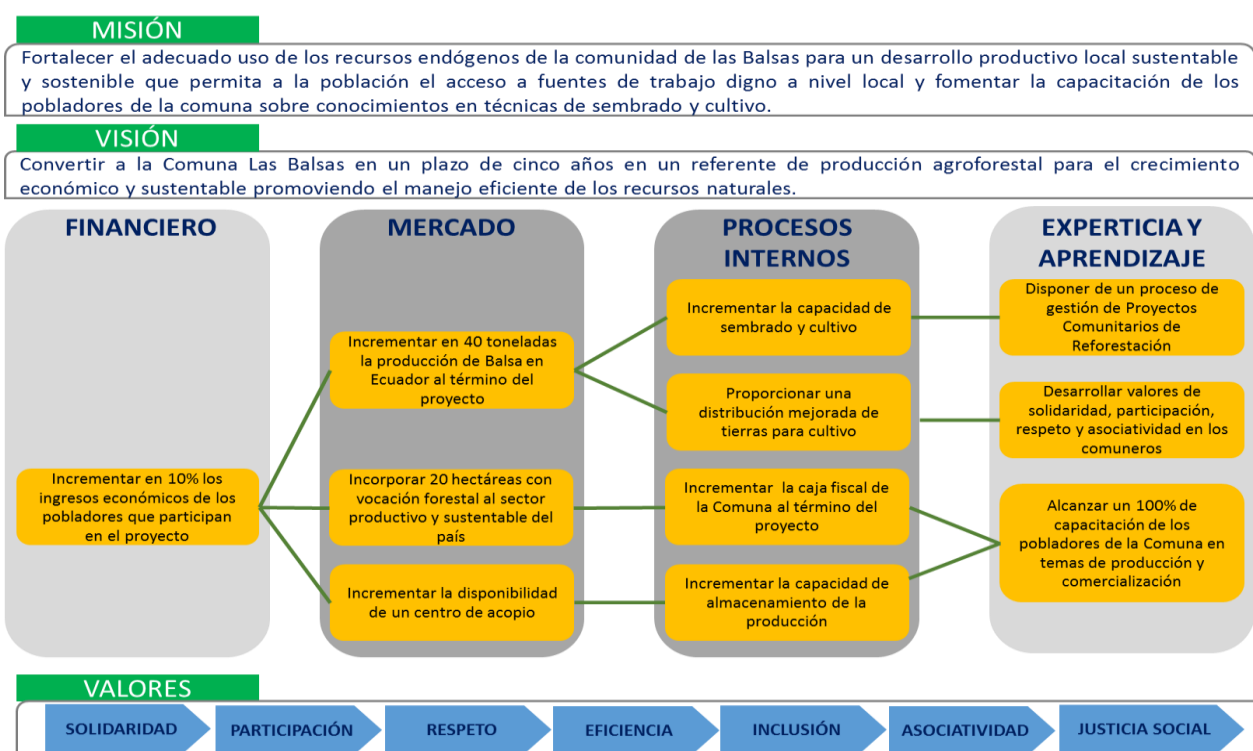 MISIÓN
Fortalecer el adecuado uso de los recursos endógenos de la comunidad de las Balsas para un desarrollo productivo local sustentable
y sostenible que permita a la población el acceso a fuentes de trabajo digno a nivel local y fomentar la capacitación de los
pobladores de la comuna sobre conocimientos en técnicas de sembrado y cultivo.
VISIÓN
Convertir a la Comuna Las Balsas en un plazo de cinco años en un referente de producción agroforestal para el crecimiento
económico y sustentable promoviendo el manejo eficiente de los recursos naturales.
FINANCIERO
Incrementar en 10% los
ingresos económicos de los
pobladores que participan
en el proyecto
MERCADO
Incrementar en 40 toneladas
la producción de Balsa en
Ecuador al término del
proyecto
Incorporar 20 hectáreas con
vocación forestal al sector
productivo y sustentable del
país
Incrementar la disponibilidad
de un centro de acopio
PROCESOS
INTERNOS
Incrementar la capacidad de
sembrado y cultivo
Proporcionar una
distribución mejorada de
tierras para cultivo
Incrementar la caja fiscal de
la Comuna al término del
proyecto
Incrementar la capacidad de
almacenamiento de la
producción
EXPERTICIA Y
APRENDIZAJE
Disponer de un proceso de
gestión de Proyectos
Comunitarios de
Reforestación
Desarrollar valores de
solidaridad, participación,
respeto y asociatividad en los
comuneros
Alcanzar un 100% de
capacitación de los
pobladores de la Comuna en
temas de producción y
comercialización
VALORES
SOLIDARIDAD
PARTICIPACIÓN
RESPETO
EFICIENCIA
INCLUSIÓN
ASOCIATIVIDAD
JUSTICIA SOCIAL